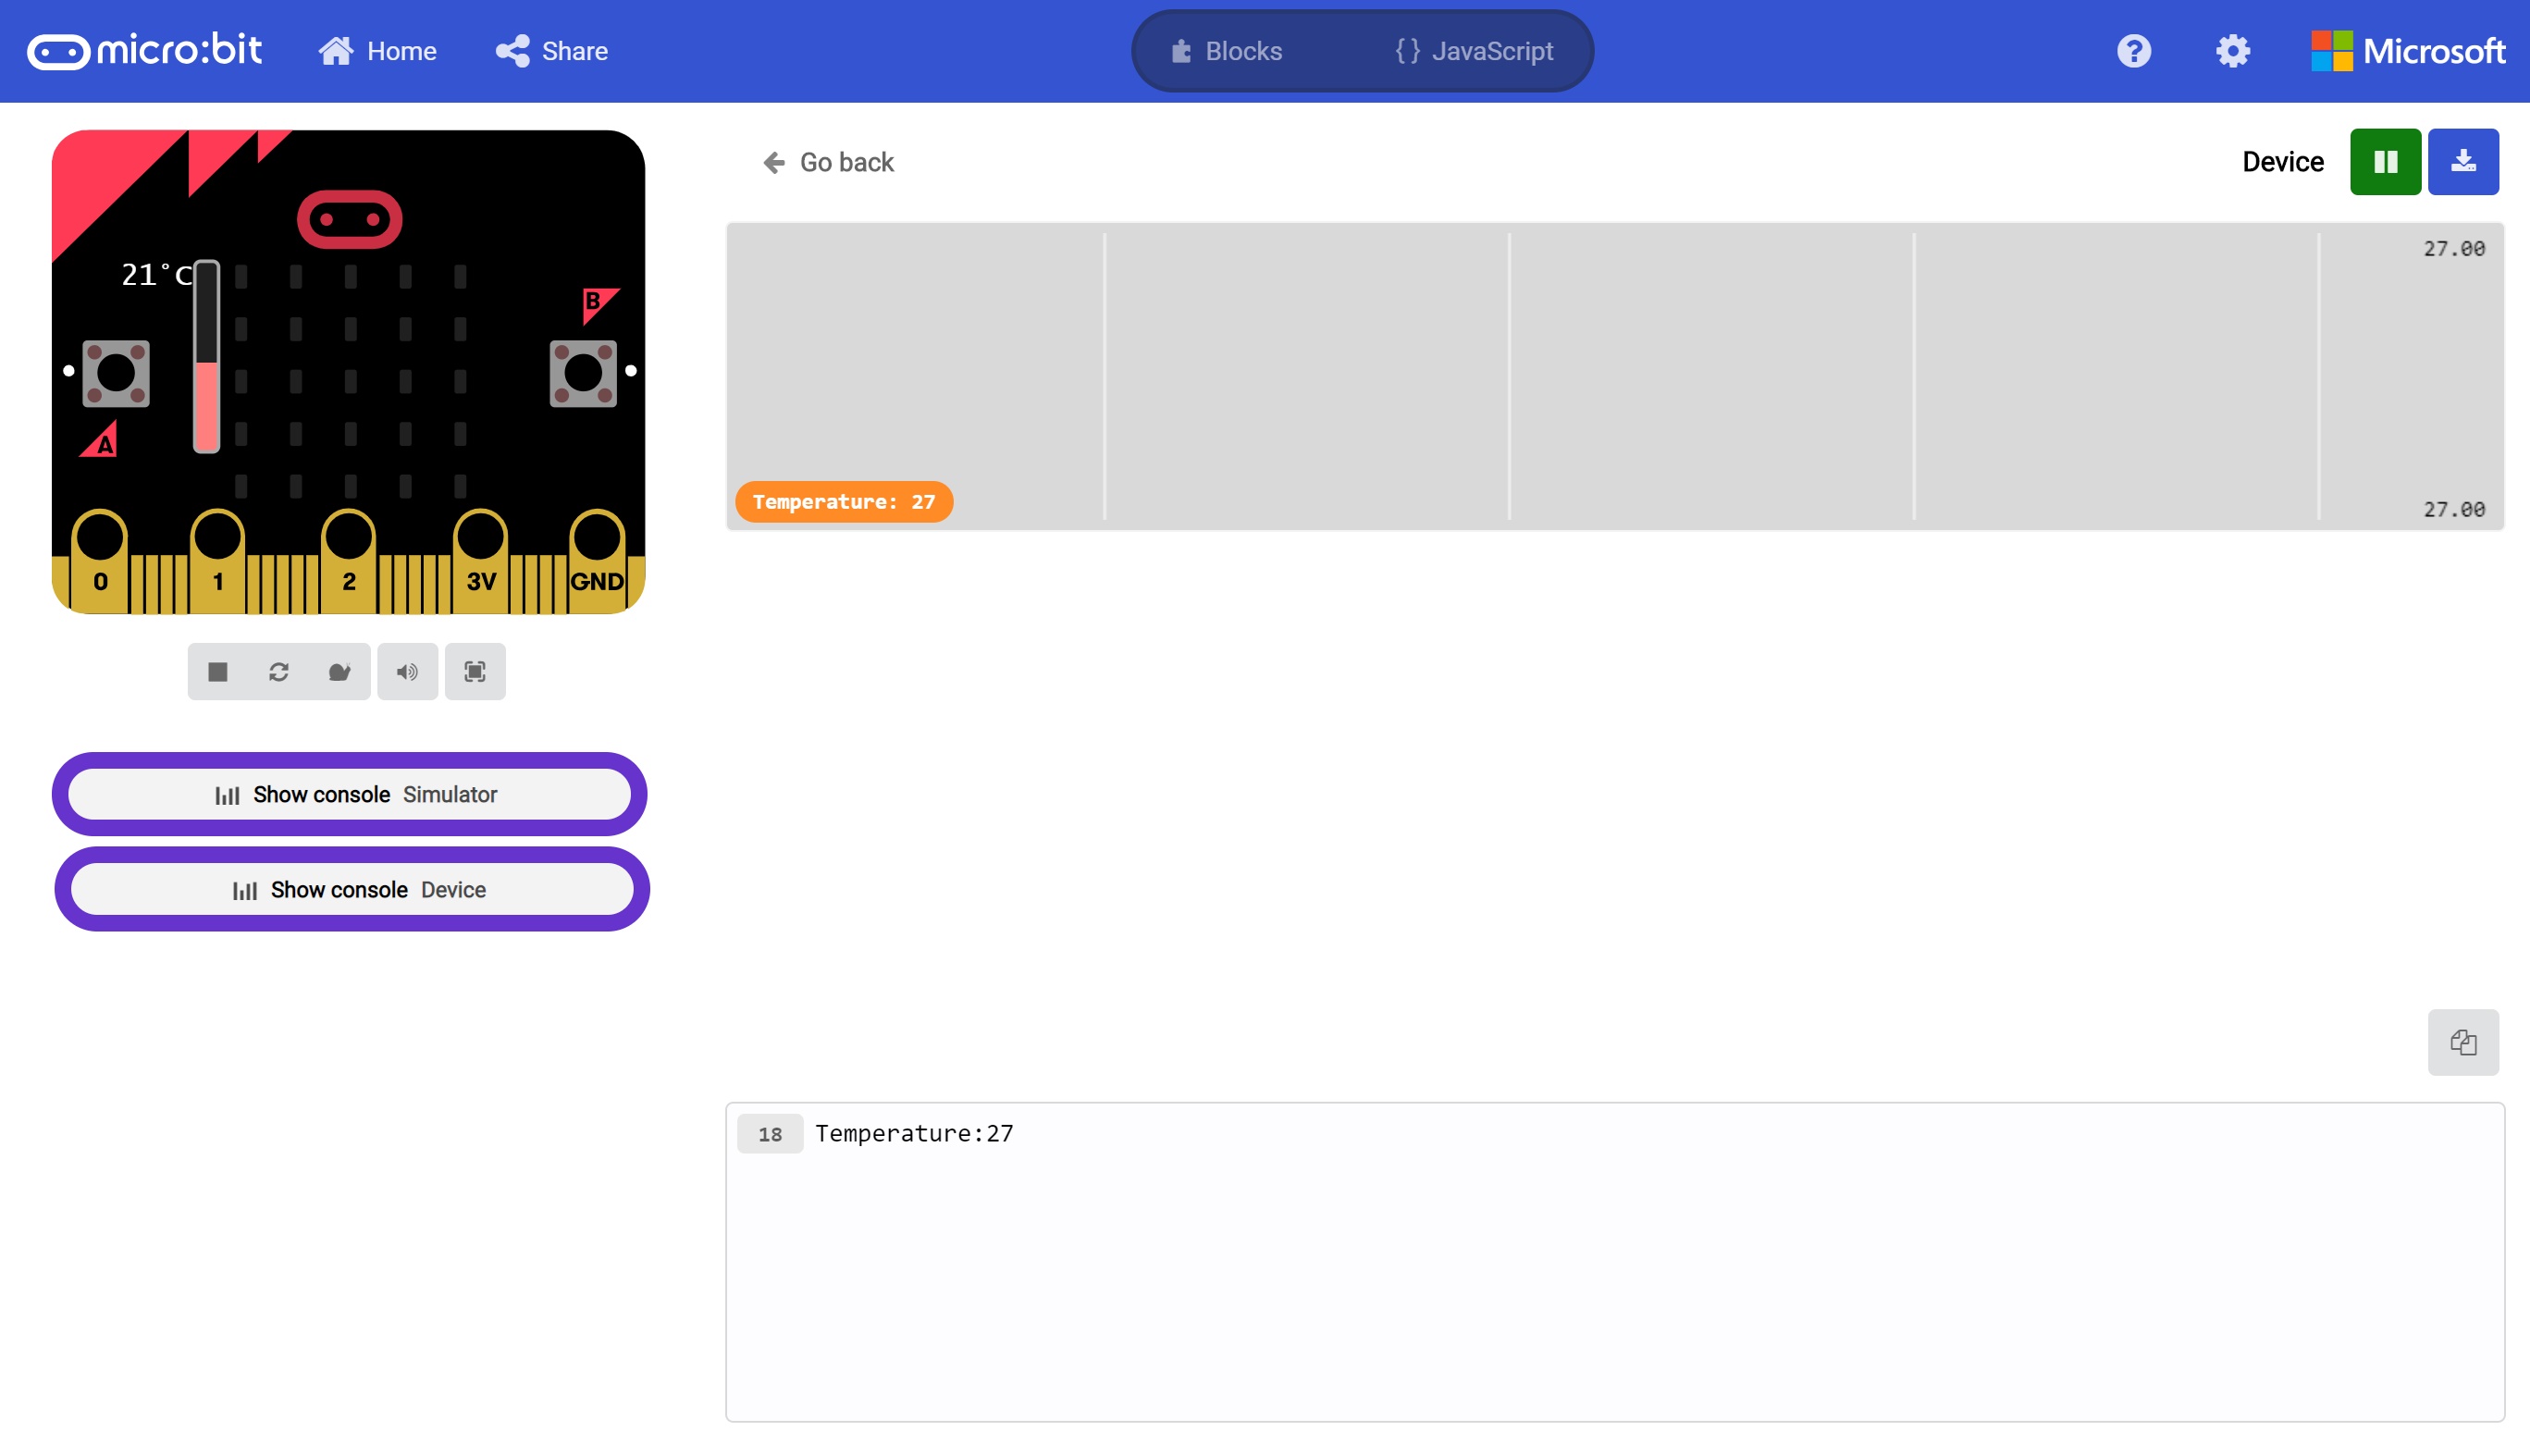 micro:bit
Home
Share
Blocks
{ } JavaScript
Microsoft
Go back
Device
21°C
B
A
0 1 2 3V GND
27.00
Temperature: 27
27.00
Show console Simulator
Show console Device
18 Temperature:27